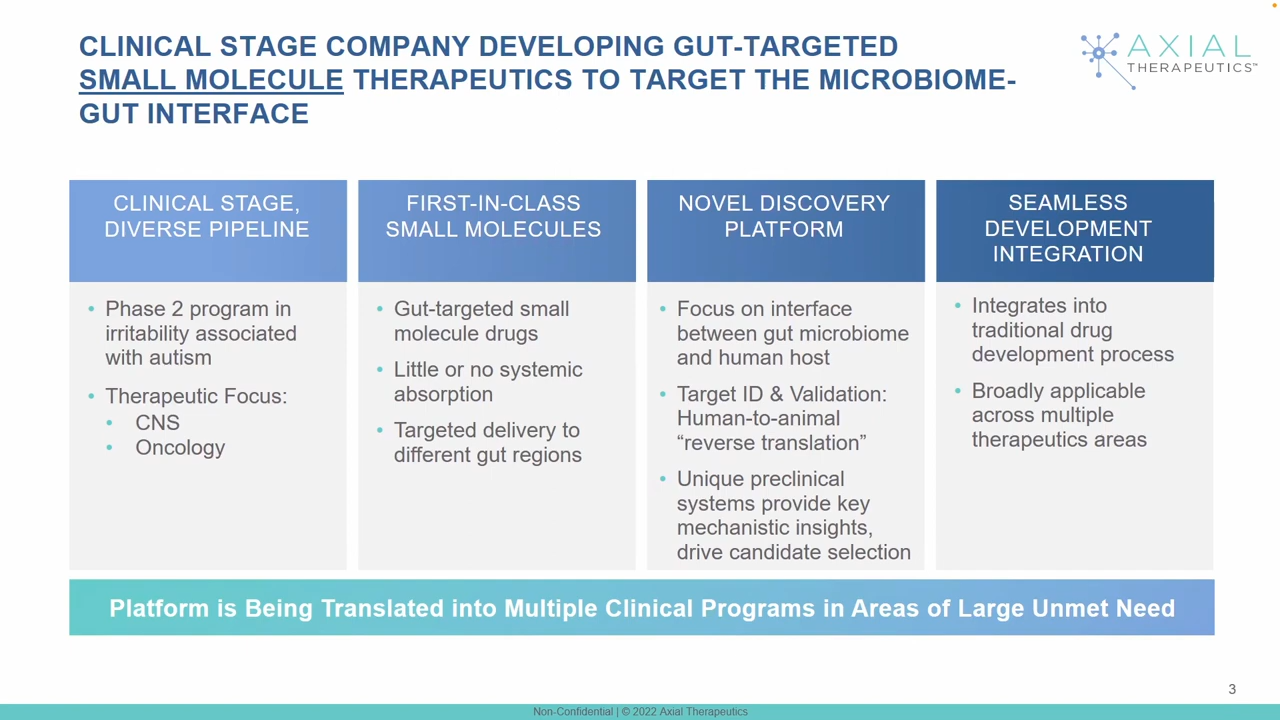 CLINICAL STAGE COMPANY DEVELOPING GUT-TARGETED
SMALL MOLECULE THERAPEUTICS TO TARGET THE MICROBIOME-
GUT INTERFACE
AXIAL
THERAPEUTICS™
CLINICAL STAGE,
DIVERSE PIPELINE
• Phase 2 program in
irritability associated
with autism
• Therapeutic Focus:
• CNS
• Oncology
FIRST-IN-CLASS
SMALL MOLECULES
• Gut-targeted small
molecule drugs
• Little or no systemic
absorption
• Targeted delivery to
different gut regions
NOVEL DISCOVERY
PLATFORM
• Focus on interface
between gut microbiome
and human host
• Target ID & Validation:
Human-to-animal
“reverse translation”
• Unique preclinical
systems provide key
mechanistic insights,
drive candidate selection
SEAMLESS
DEVELOPMENT
INTEGRATION
• Integrates into
traditional drug
development process
• Broadly applicable
across multiple
therapeutics areas
Platform is Being Translated into Multiple Clinical Programs in Areas of Large Unmet Need
3
Non-Confidential | © 2022 Axial Therapeutics